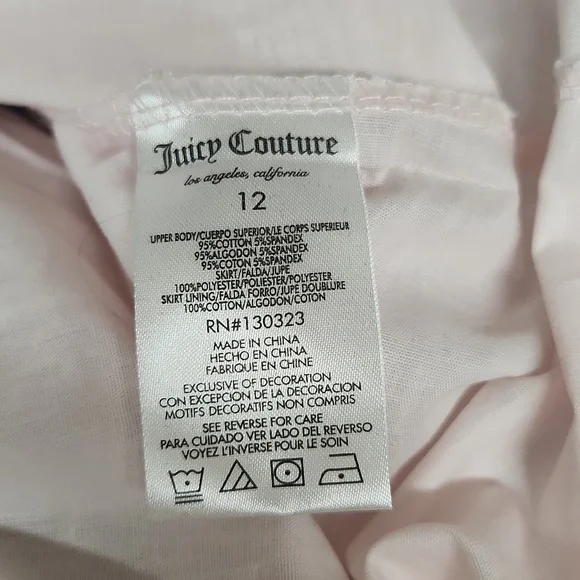 Juicy Couture
los angeles, california
12
UPPER BODY/CUERPO SUPERIOR/LE CORPS SUPERIEUR
95%COTTON 5%SPANDEX
95%ALGODON 5%SPANDEX
95%COTON 5%SPANDEX
SKIRT/FALDA/JUPE
100%POLYESTER/POLIESTER/POLYESTER
SKIRT LINING/FALDA FORRO/JUPE DOUBLURE
100%COTTON/ALGODON/COTON
RN#130323
MADE IN CHINA
HECHO EN CHINA
FABRIQUE EN CHINE
EXCLUSIVE OF DECORATION
CON EXCEPCION DE LA DECORACION
MOTIFS DECORATIFS NON COMPRIS
SEE REVERSE FOR CARE
PARA CUIDADO VER LADO DEL REVERSO
VOYEZ L'INVERSE POUR LE SOIN